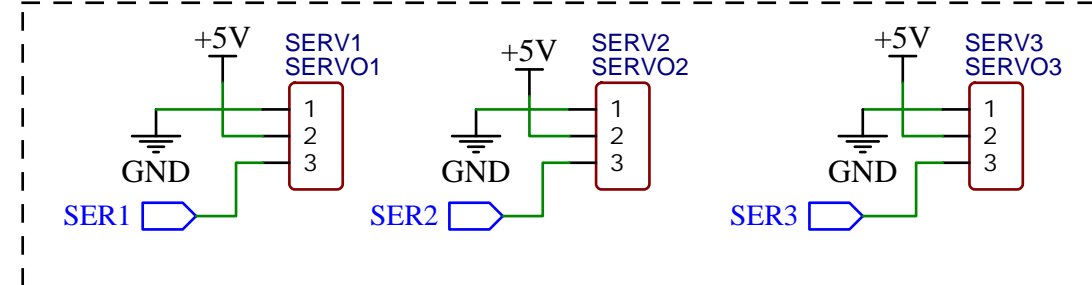 +5V
SERV1
SERVO1
1
2
3
GND
SER1
+5V
SERV2
SERVO2
1
2
3
GND
SER2
+5V
SERV3
SERVO3
1
2
3
GND
SER3